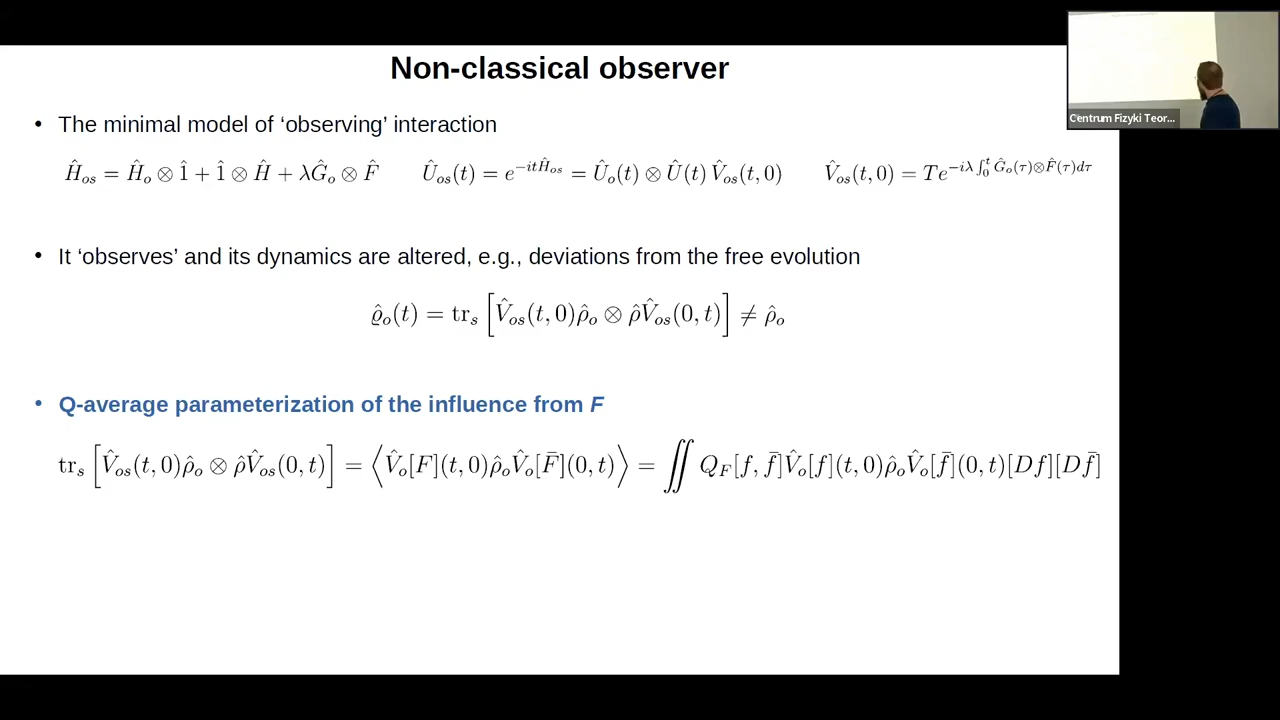 Non-classical observer
Centrum Fizyki Teor...
• The minimal model of ‘observing’ interaction
Ĥ_os = Ĥ_o ⊗ 1̂ + 1̂ ⊗ Ĥ + λĜ_o ⊗ F̂    Û_os(t) = e^{−itĤ_os} = Û_o(t) ⊗ Û(t) V̂_os(t, 0)    V̂_os(t, 0) = Te^{−iλ ∫_0^t Ĝ_o(τ)⊗F̂(τ)dτ}
• It ‘observes’ and its dynamics are altered, e.g., deviations from the free evolution
ϱ̂_o(t) = tr_s [V̂_os(t, 0)ρ̂_o ⊗ ρ̂V̂_os(0, t)] ≠ ρ̂_o
• Q-average parameterization of the influence from F
tr_s [V̂_os(t, 0)ρ̂_o ⊗ ρ̂V̂_os(0, t)] = ⟨V̂_o[F](t, 0)ρ̂_oV̂_o[F̄](0, t)⟩ = ∬ Q_F[f, f̄]V̂_o[f](t, 0)ρ̂_oV̂_o[f̄](0, t)[Df][Df̄]